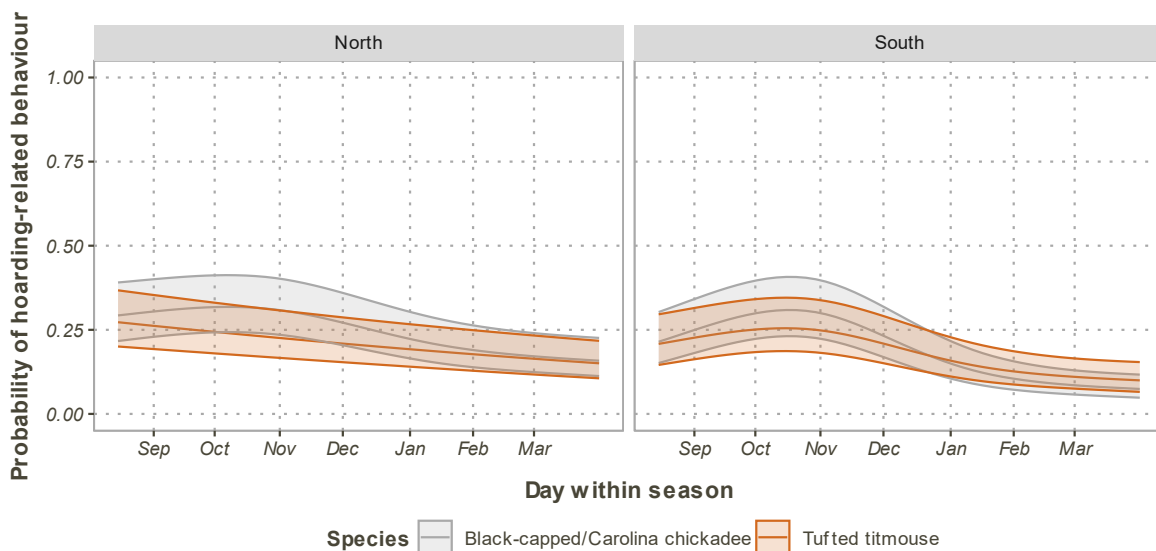 North South
Probability of hoarding-related behaviour
1.00
0.75
0.50
0.25
0.00
Sep Oct Nov Dec Jan Feb Mar Sep Oct Nov Dec Jan Feb Mar
Day within season
Species Black-capped/Carolina chickadee Tufted titmouse